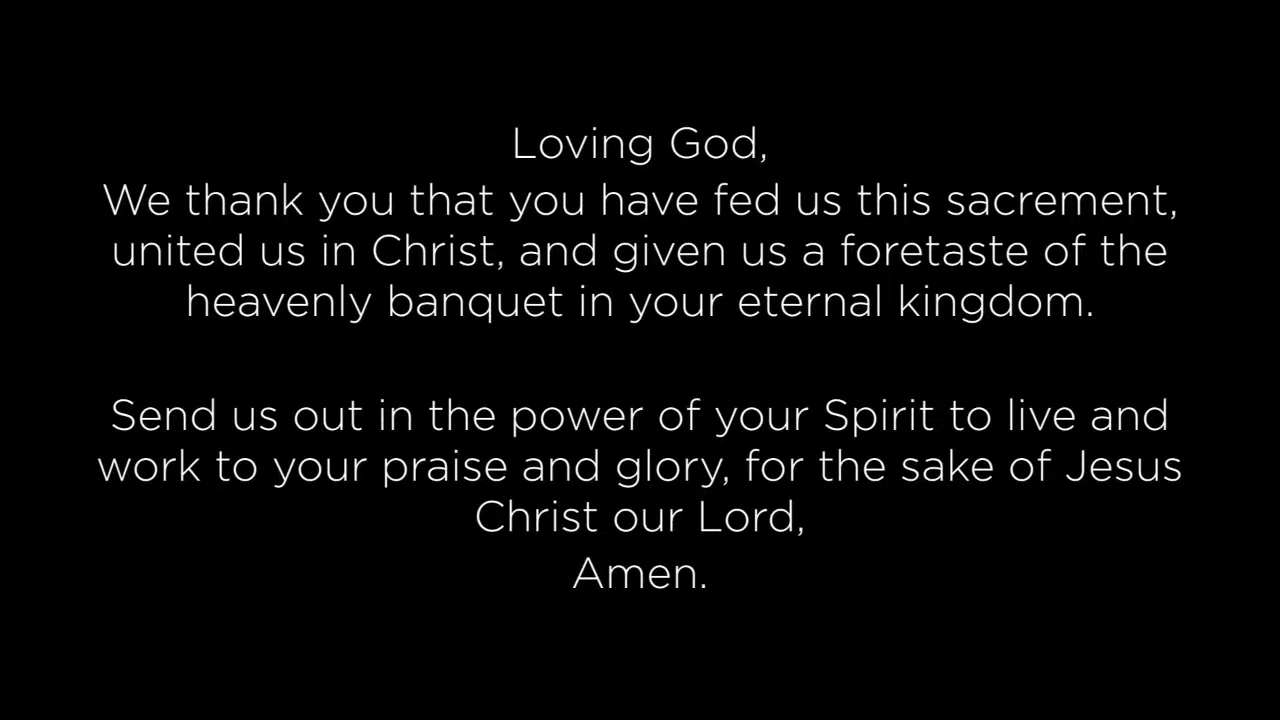 Loving God,
We thank you that you have fed us this sacrement,
united us in Christ, and given us a foretaste of the
heavenly banquet in your eternal kingdom.
Send us out in the power of your Spirit to live and
work to your praise and glory, for the sake of Jesus
Christ our Lord,
Amen.